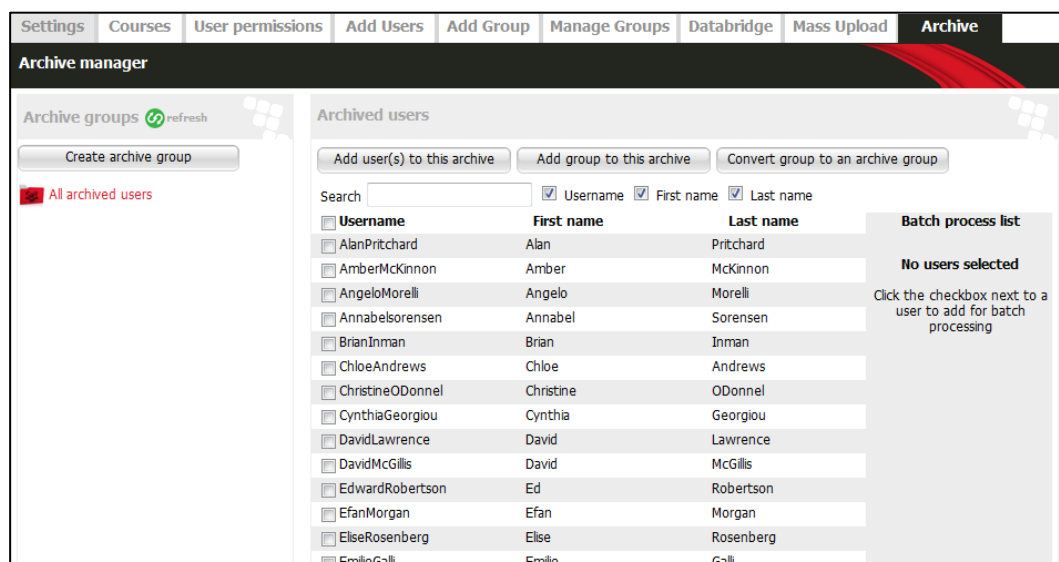 Settings Courses User permissions Add Users Add Group Manage Groups Databridge Mass Upload Archive
Archive manager
Archive groups refresh
Create archive group
All archived users
Archived users
Add user(s) to this archive Add group to this archive Convert group to an archive group
Search Username First name Last name
Username First name Last name
AlanPritchard Alan Pritchard
AmberMcKinnon Amber McKinnon
AngeloMorelli Angelo Morelli
Annabelsorensen Annabel Sorensen
BrianInman Brian Inman
ChloeAndrews Chloe Andrews
ChristineODonnel Christine ODonnel
CynthiaGeorgiou Cynthia Georgiou
DavidLawrence David Lawrence
DavidMcGillis David McGillis
EdwardRobertson Ed Robertson
EfanMorgan Efan Morgan
EliseRosenberg Elise Rosenberg
EmilioGalli Emilio Galli
Batch process list
No users selected
Click the checkbox next to a
user to add for batch
processing